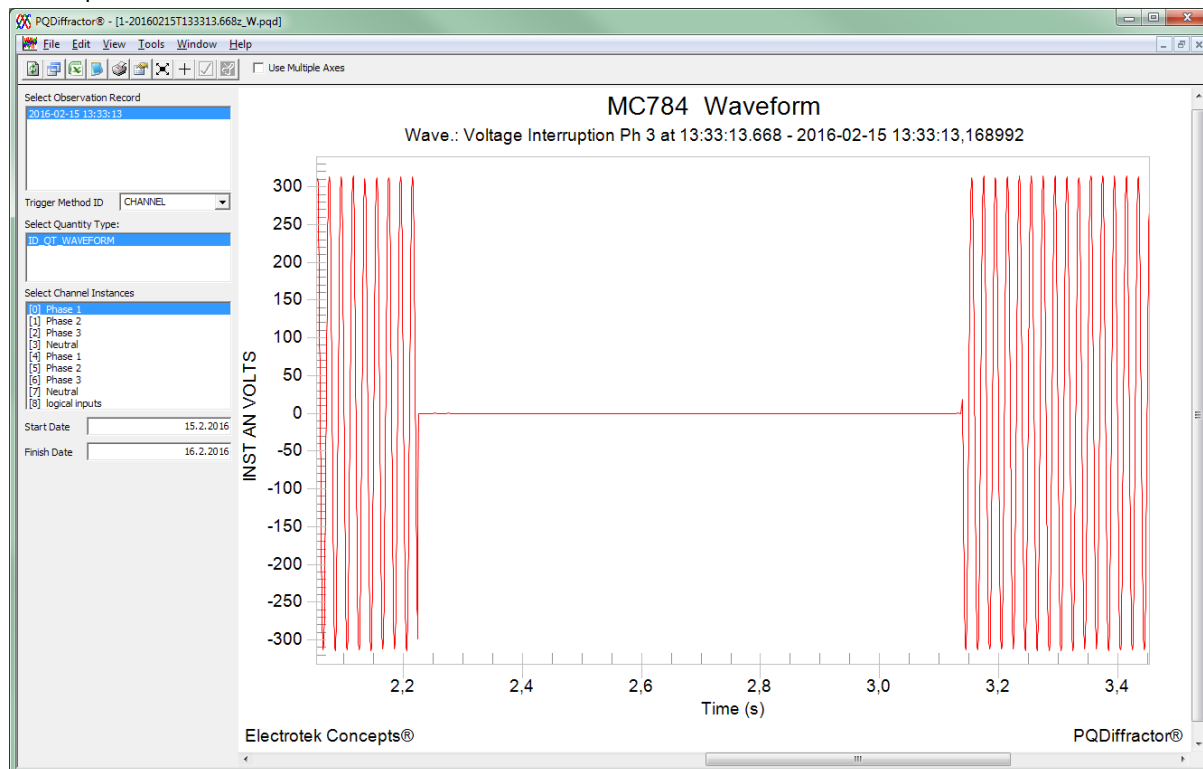 PQDiffractor® - [1-20160215T133313.668z_W.pqd]
File Edit View Tools Window Help
Use Multiple Axes
Select Observation Record
2016-02-15 13:33:13
Trigger Method ID CHANNEL
Select Quantity Type:
ID_QT_WAVEFORM
Select Channel Instances
[0] Phase 1
[1] Phase 2
[2] Phase 3
[3] Neutral
[4] Phase 1
[5] Phase 2
[6] Phase 3
[7] Neutral
[8] logical inputs
Start Date 15.2.2016
Finish Date 16.2.2016
MC784 Waveform
Wave.: Voltage Interruption Ph 3 at 13:33:13.668 - 2016-02-15 13:33:13,168992
INST AN VOLTS
300
250
200
150
100
50
0
-50
-100
-150
-200
-250
-300
2,2 2,4 2,6 2,8 3,0 3,2 3,4
Time (s)
Electrotek Concepts® PQDiffractor®